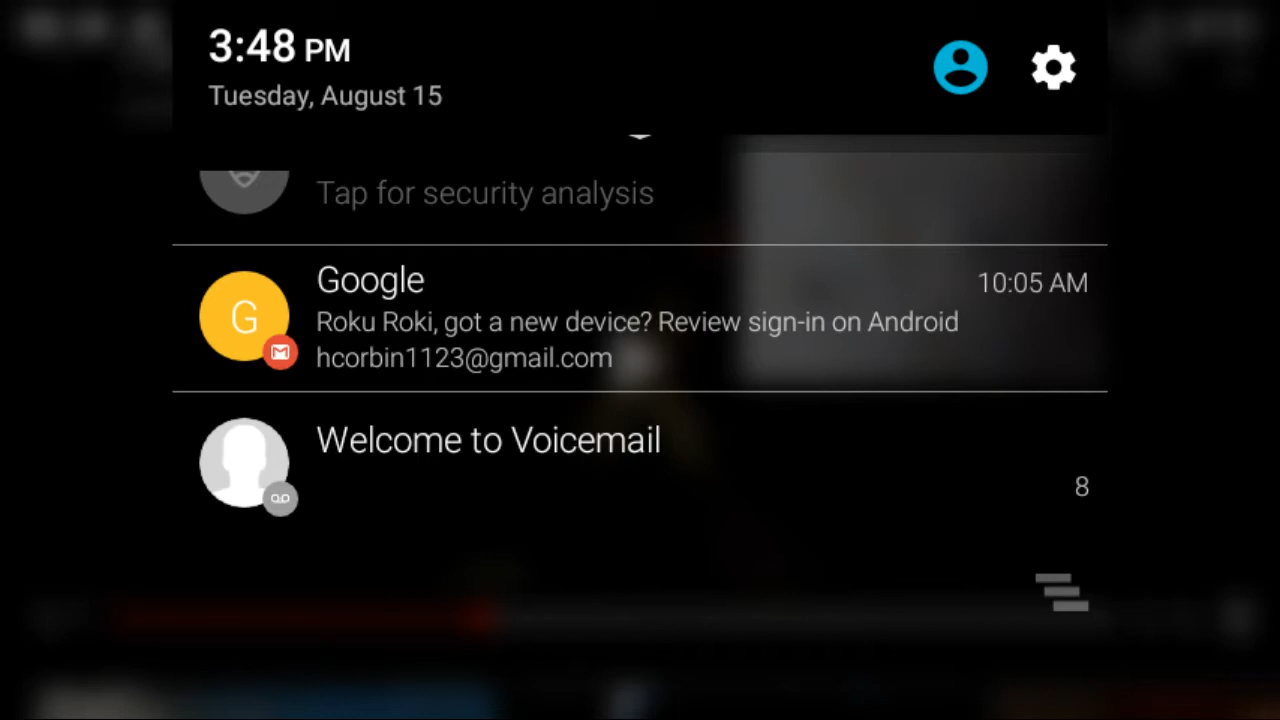 3:48 PM
Tuesday, August 15
Tap for security analysis
G
Google
10:05 AM
Roku Roki, got a new device? Review sign-in on Android
hcorbin1123@gmail.com
Welcome to Voicemail
8